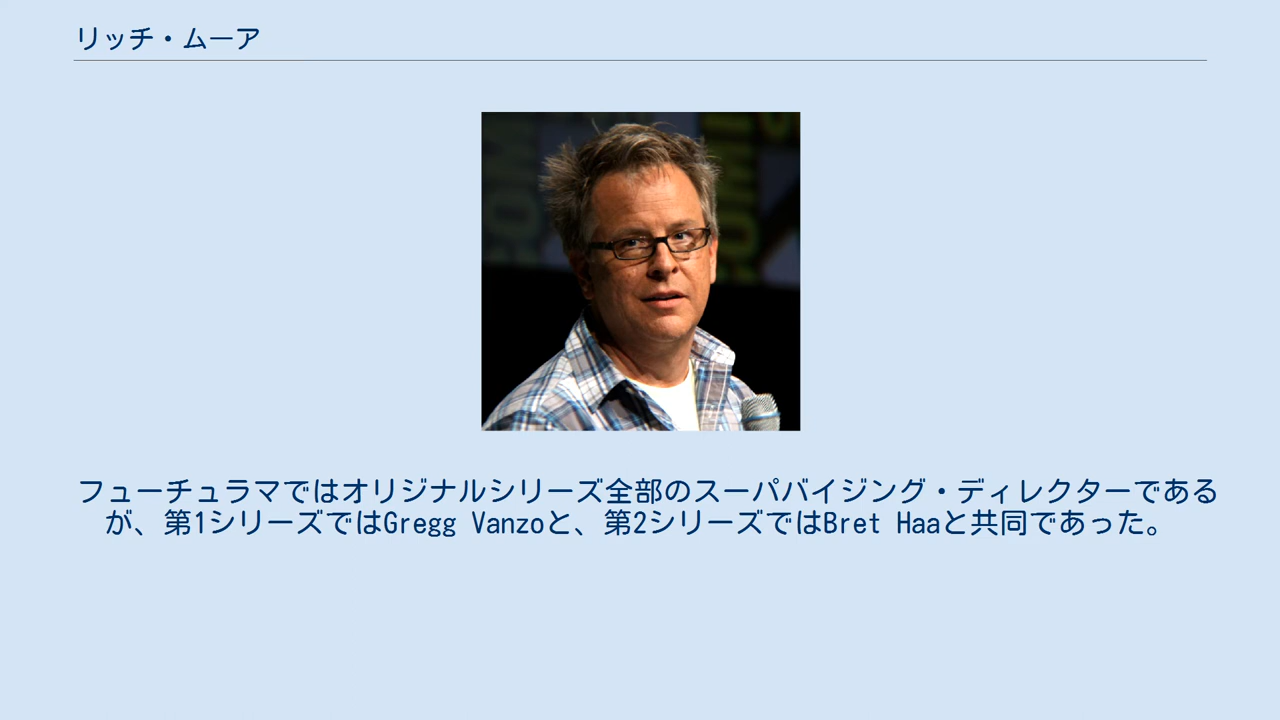 リッチ・ムーア
フューチュラマではオリジナルシリーズ全部のスーパバイジング・ディレクターである
が、第1シリーズではGregg Vanzoと、第2シリーズではBret Haaと共同であった。